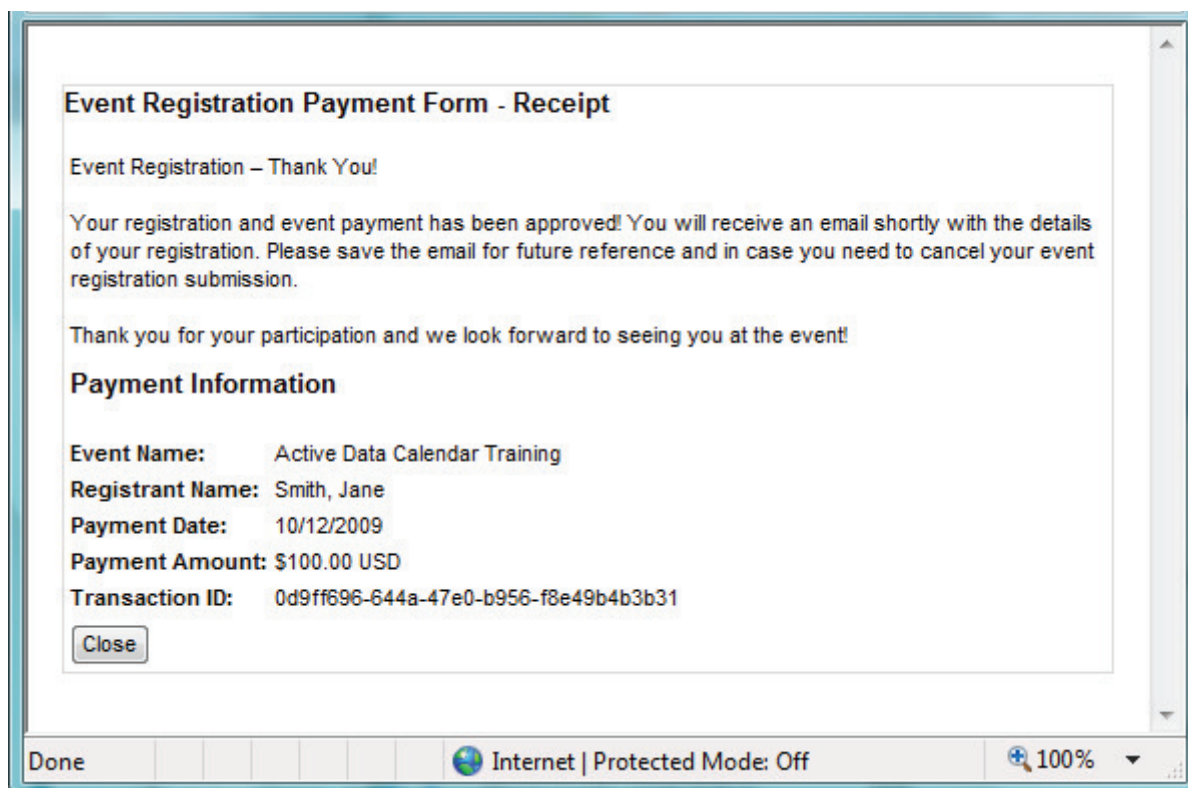 Event Registration Payment Form - Receipt
Event Registration – Thank You!
Your registration and event payment has been approved! You will receive an email shortly with the details
of your registration. Please save the email for future reference and in case you need to cancel your event
registration submission.
Thank you for your participation and we look forward to seeing you at the event!
Payment Information
Event Name: Active Data Calendar Training
Registrant Name: Smith, Jane
Payment Date: 10/12/2009
Payment Amount: $100.00 USD
Transaction ID: 0d9ff696-644a-47e0-b956-f8e49b4b3b31
Close
Done Internet | Protected Mode: Off 100%